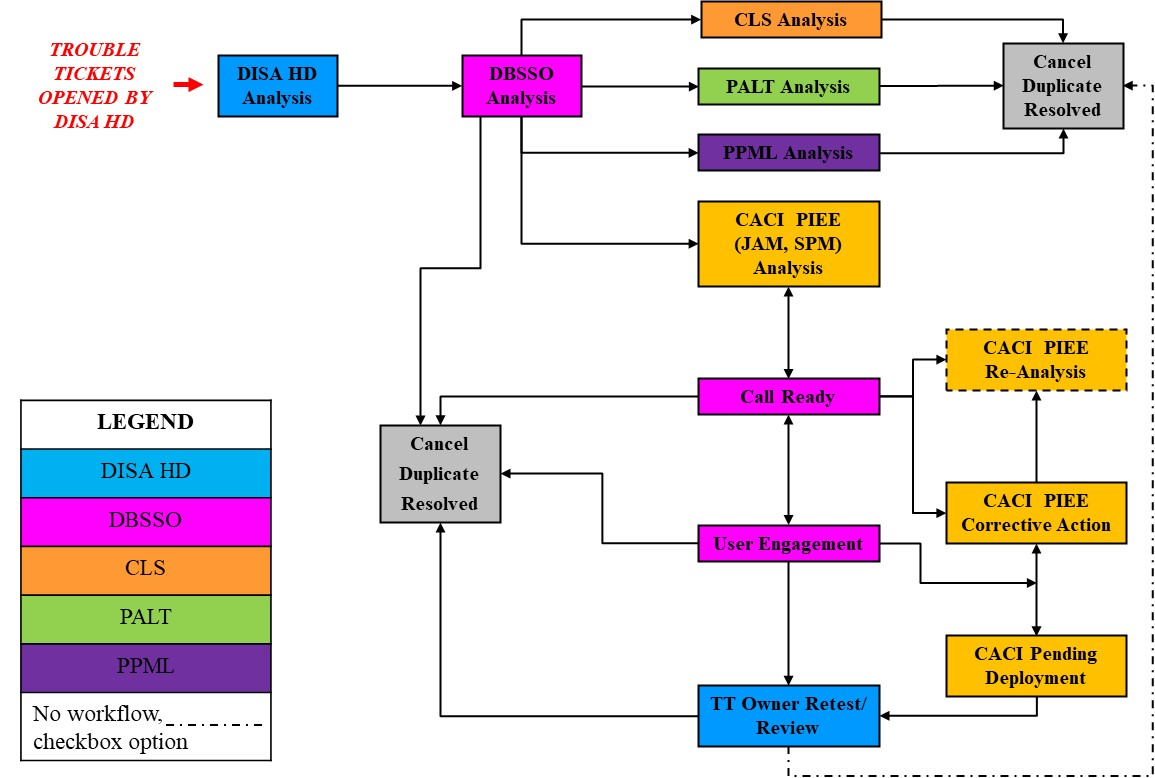 TROUBLE
TICKETS
OPENED BY
DISA HD
DISA HD
Analysis
DBSSO
Analysis
CLS Analysis
PALT Analysis
PPML Analysis
Cancel
Duplicate
Resolved
CACI PIEE
(JAM, SPM)
Analysis
CACI PIEE
Re-Analysis
Call Ready
Cancel
Duplicate
Resolved
CACI PIEE
Corrective Action
User Engagement
CACI Pending
Deployment
TT Owner Retest/
Review
LEGEND
DISA HD
DBSSO
CLS
PALT
PPML
No workflow,
checkbox option